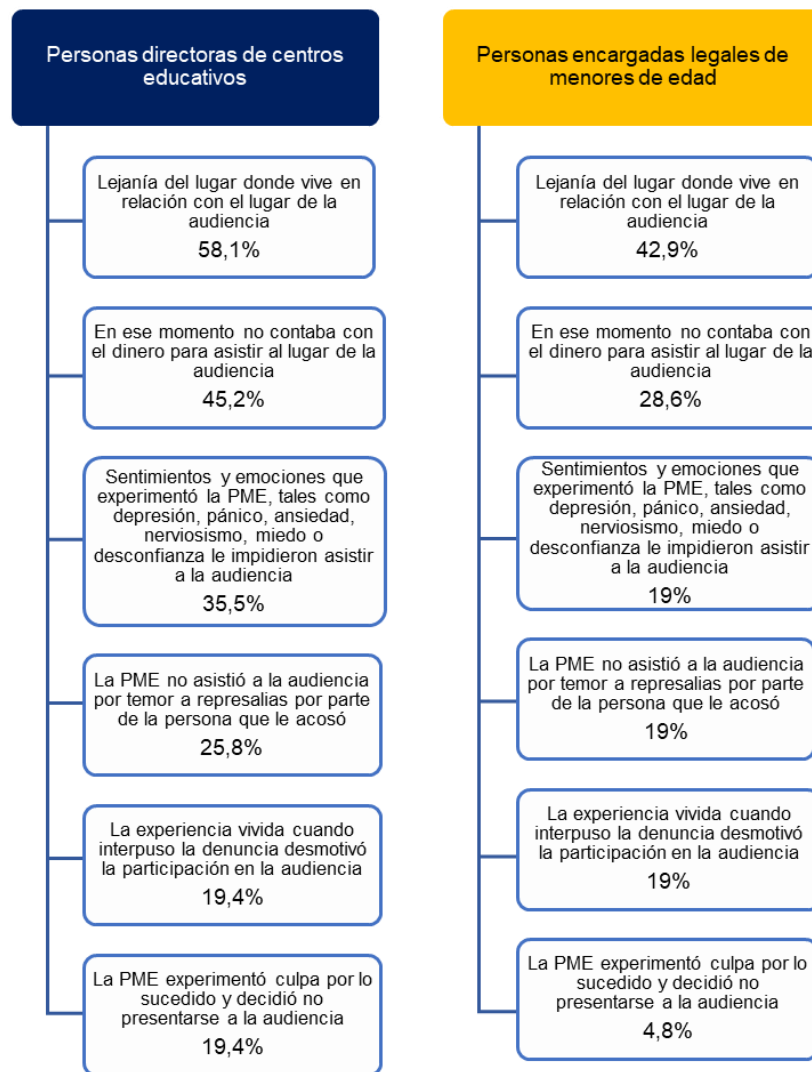 Personas directoras de centros
educativos
Lejanía del lugar donde vive en
relación con el lugar de la
audiencia
58,1%
En ese momento no contaba con
el dinero para asistir al lugar de la
audiencia
45,2%
Sentimientos y emociones que
experimentó la PME, tales como
depresión, pánico, ansiedad,
nerviosismo, miedo o
desconfianza le impidieron asistir
a la audiencia
35,5%
La PME no asistió a la audiencia
por temor a represalias por parte
de la persona que le acosó
25,8%
La experiencia vivida cuando
interpuso la denuncia desmotivó
la participación en la audiencia
19,4%
La PME experimentó culpa por lo
sucedido y decidió no
presentarse a la audiencia
19,4%
Personas encargadas legales de
menores de edad
Lejanía del lugar donde vive en
relación con el lugar de la
audiencia
42,9%
En ese momento no contaba con
el dinero para asistir al lugar de la
audiencia
28,6%
Sentimientos y emociones que
experimentó la PME, tales como
depresión, pánico, ansiedad,
nerviosismo, miedo o
desconfianza le impidieron asistir
a la audiencia
19%
La PME no asistió a la audiencia
por temor a represalias por parte
de la persona que le acosó
19%
La experiencia vivida cuando
interpuso la denuncia desmotivó
la participación en la audiencia
19%
La PME experimentó culpa por lo
sucedido y decidió no
presentarse a la audiencia
4,8%